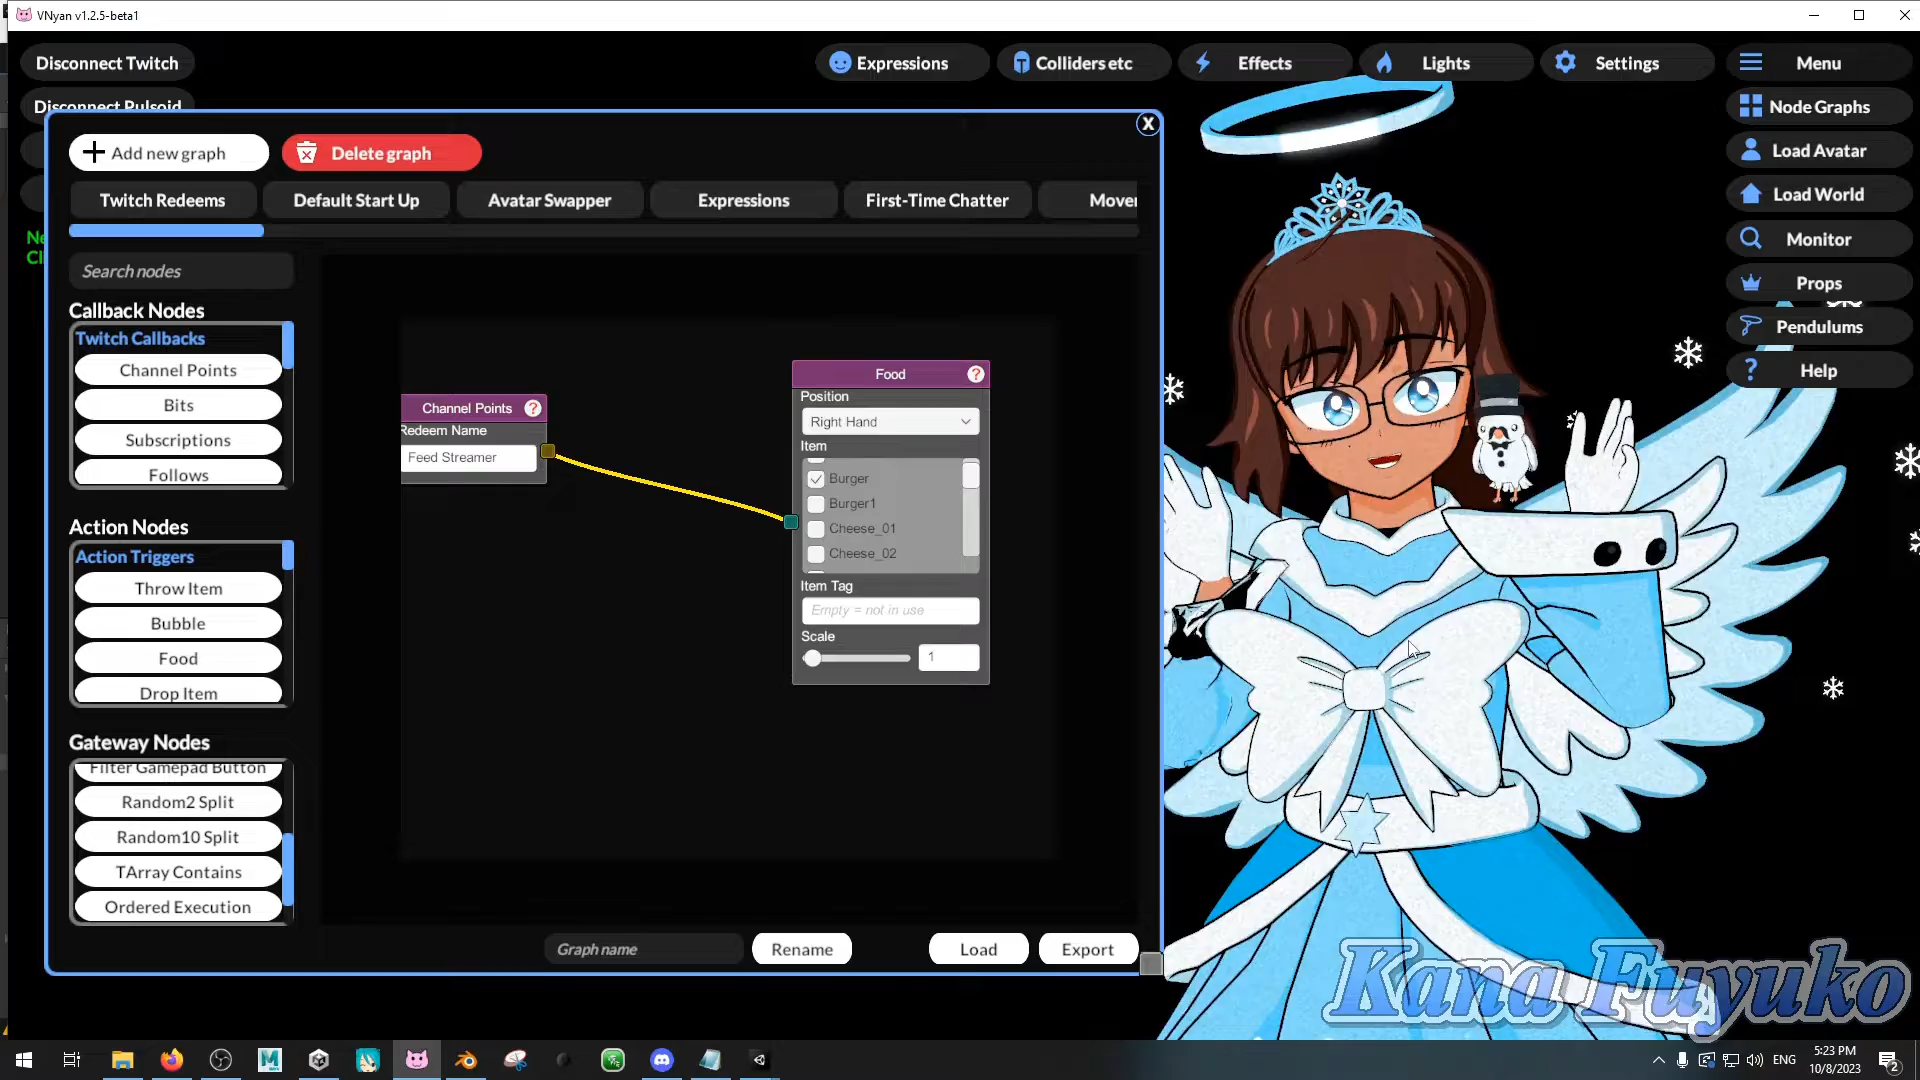 VNyan v1.2.5-beta1
Disconnect Twitch
Expressions
Colliders etc
Effects
Lights
Settings
Menu
Disconnect Pulsoid
Node Graphs
Load Avatar
Load World
Monitor
Props
Pendulums
Help
X
Add new graph
Delete graph
Twitch Redeems
Default Start Up
Avatar Swapper
Expressions
First-Time Chatter
Search nodes
Callback Nodes
Twitch Callbacks
Channel Points
Bits
Subscriptions
Follows
Action Nodes
Action Triggers
Throw Item
Bubble
Food
Drop Item
Gateway Nodes
Filter Gamepad Button
Random2 Split
Random10 Split
TArray Contains
Ordered Execution
Channel Points ?
Redeem Name
Feed Streamer
Food ?
Position
Right Hand
Item
Burger
Burger1
Cheese_01
Cheese_02
Item Tag
Empty = not in use
Scale
1
Graph name
Rename
Load
Export
Kana Fuyuko
ENG
5:23 PM
10/8/2023
2